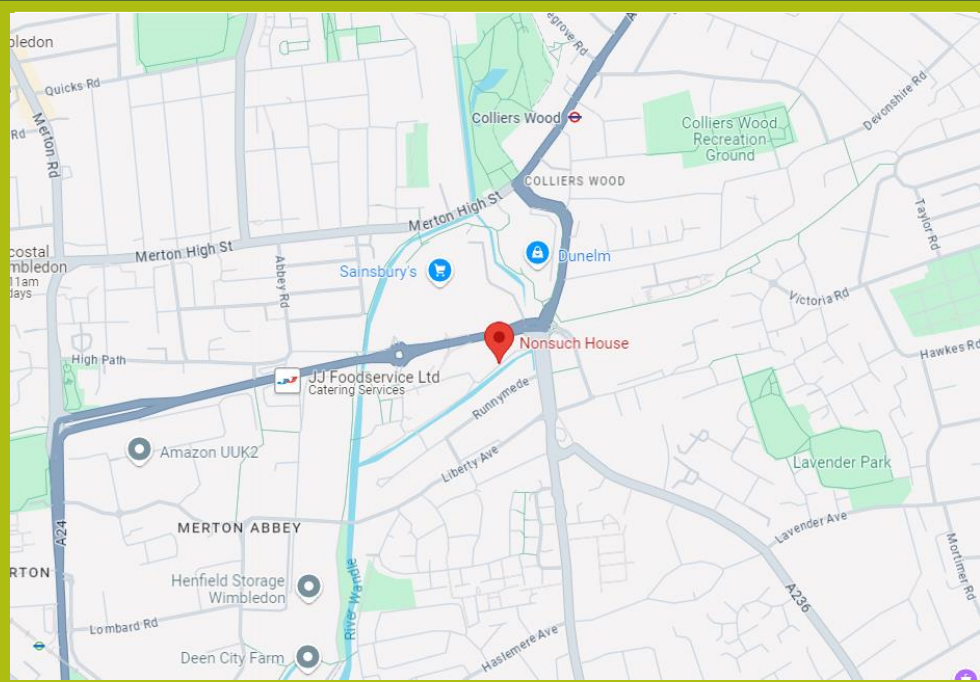 Quicks Rd
Merton Rd
Colliers Wood
Colliers Wood
Recreation
Ground
Devonshire Rd
COLLIERS WOOD
Merton High St
Merton High St
Taylor Rd
Abbey Rd
Sainsbury's
Dunelm
Victoria Rd
11am
High Path
Nonsuch House
Hawkes Rd
JJ Foodservice Ltd
Catering Services
Runnymede
Amazon UUK2
Liberty Ave
Lavender Park
A24
MERTON ABBEY
Lavender Ave
Mortimer Rd
Henfield Storage
Wimbledon
River Wandle
A236
Lombard Rd
Haslemere Ave
Deen City Farm